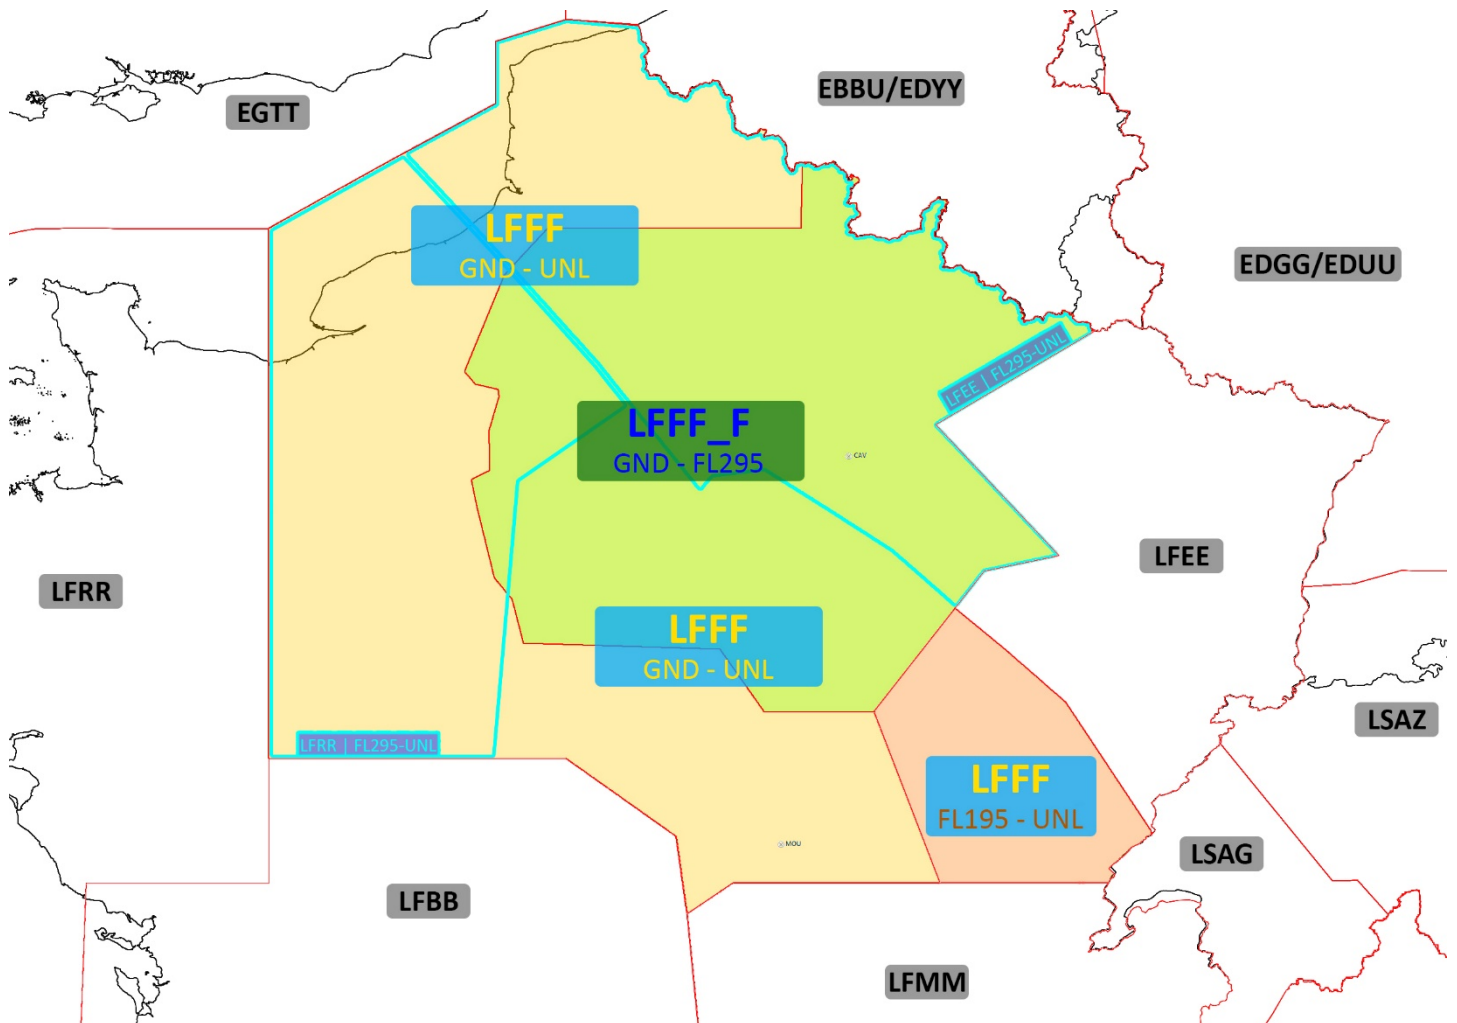 EBBU/EDYY
EGTT
LFFF
GND - UNL
EDGG/EDUU
LFEE | FL295-UNL
LFFF_F
GND - FL295
CAV
LFEE
LFRR
LFFF
GND - UNL
LSAZ
LFRR | FL295-UNL
LFFF
FL195 - UNL
MOU
LSAG
LFBB
LFMM